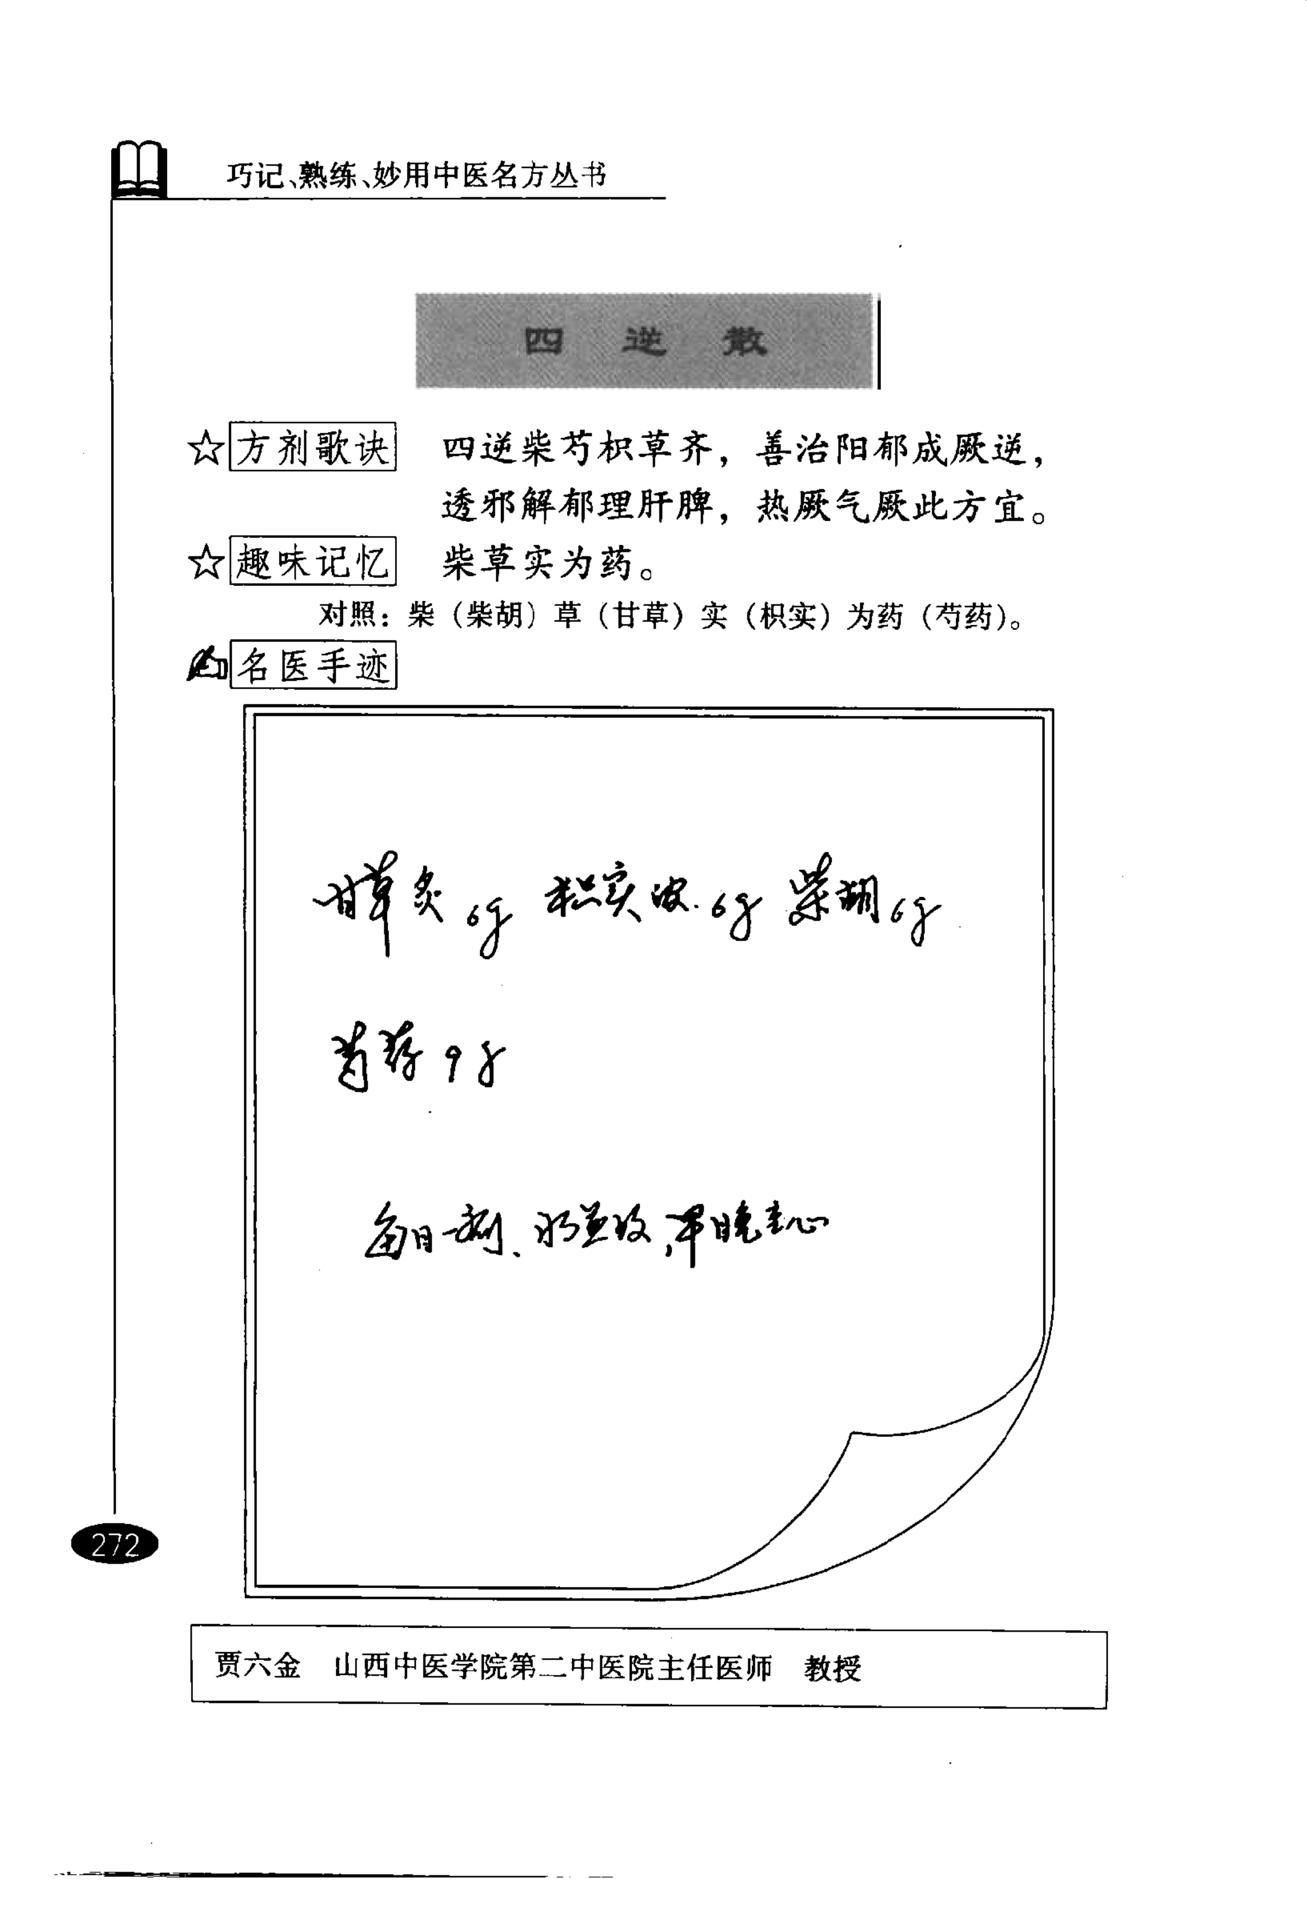 巧记、熟练、妙用中医名方丛书
四逆散
☆方剂歌诀 四逆柴芍枳草齐，善治阳郁成厥逆，
透邪解郁理肝脾，热厥气厥此方宜。
☆趣味记忆 柴草实为药。
对照：柴（柴胡）草（甘草）实（枳实）为药（芍药）。
名医手迹
甘草炙 6g 枳实 6g 柴胡 6g
芍药 9g
每日一剂、水煎 早晚
272
贾六金 山西中医学院第二中医院主任医师 教授